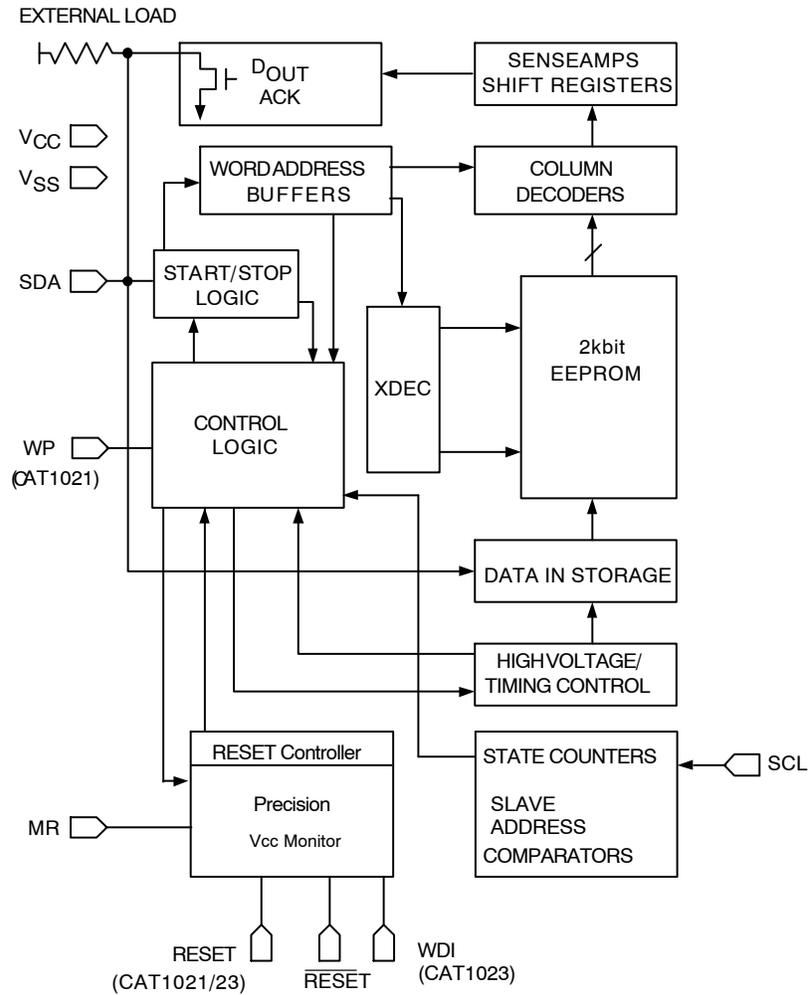 EXTERNAL LOAD
DOUT
ACK
SENSEAMPS
SHIFT REGISTERS
VCC
VSS
WORDADDRESS
BUFFERS
COLUMN
DECODERS
SDA
START/STOP
LOGIC
2kbit
EEPROM
XDEC
CONTROL
LOGIC
WP
(CAT1021)
DATA IN STORAGE
HIGHVOLTAGE/
TIMING CONTROL
RESET Controller
STATE COUNTERS
SCL
Precision
Vcc Monitor
SLAVE
ADDRESS
COMPARATORS
MR
RESET
(CAT1021/23)
RESET
WDI
(CAT1023)